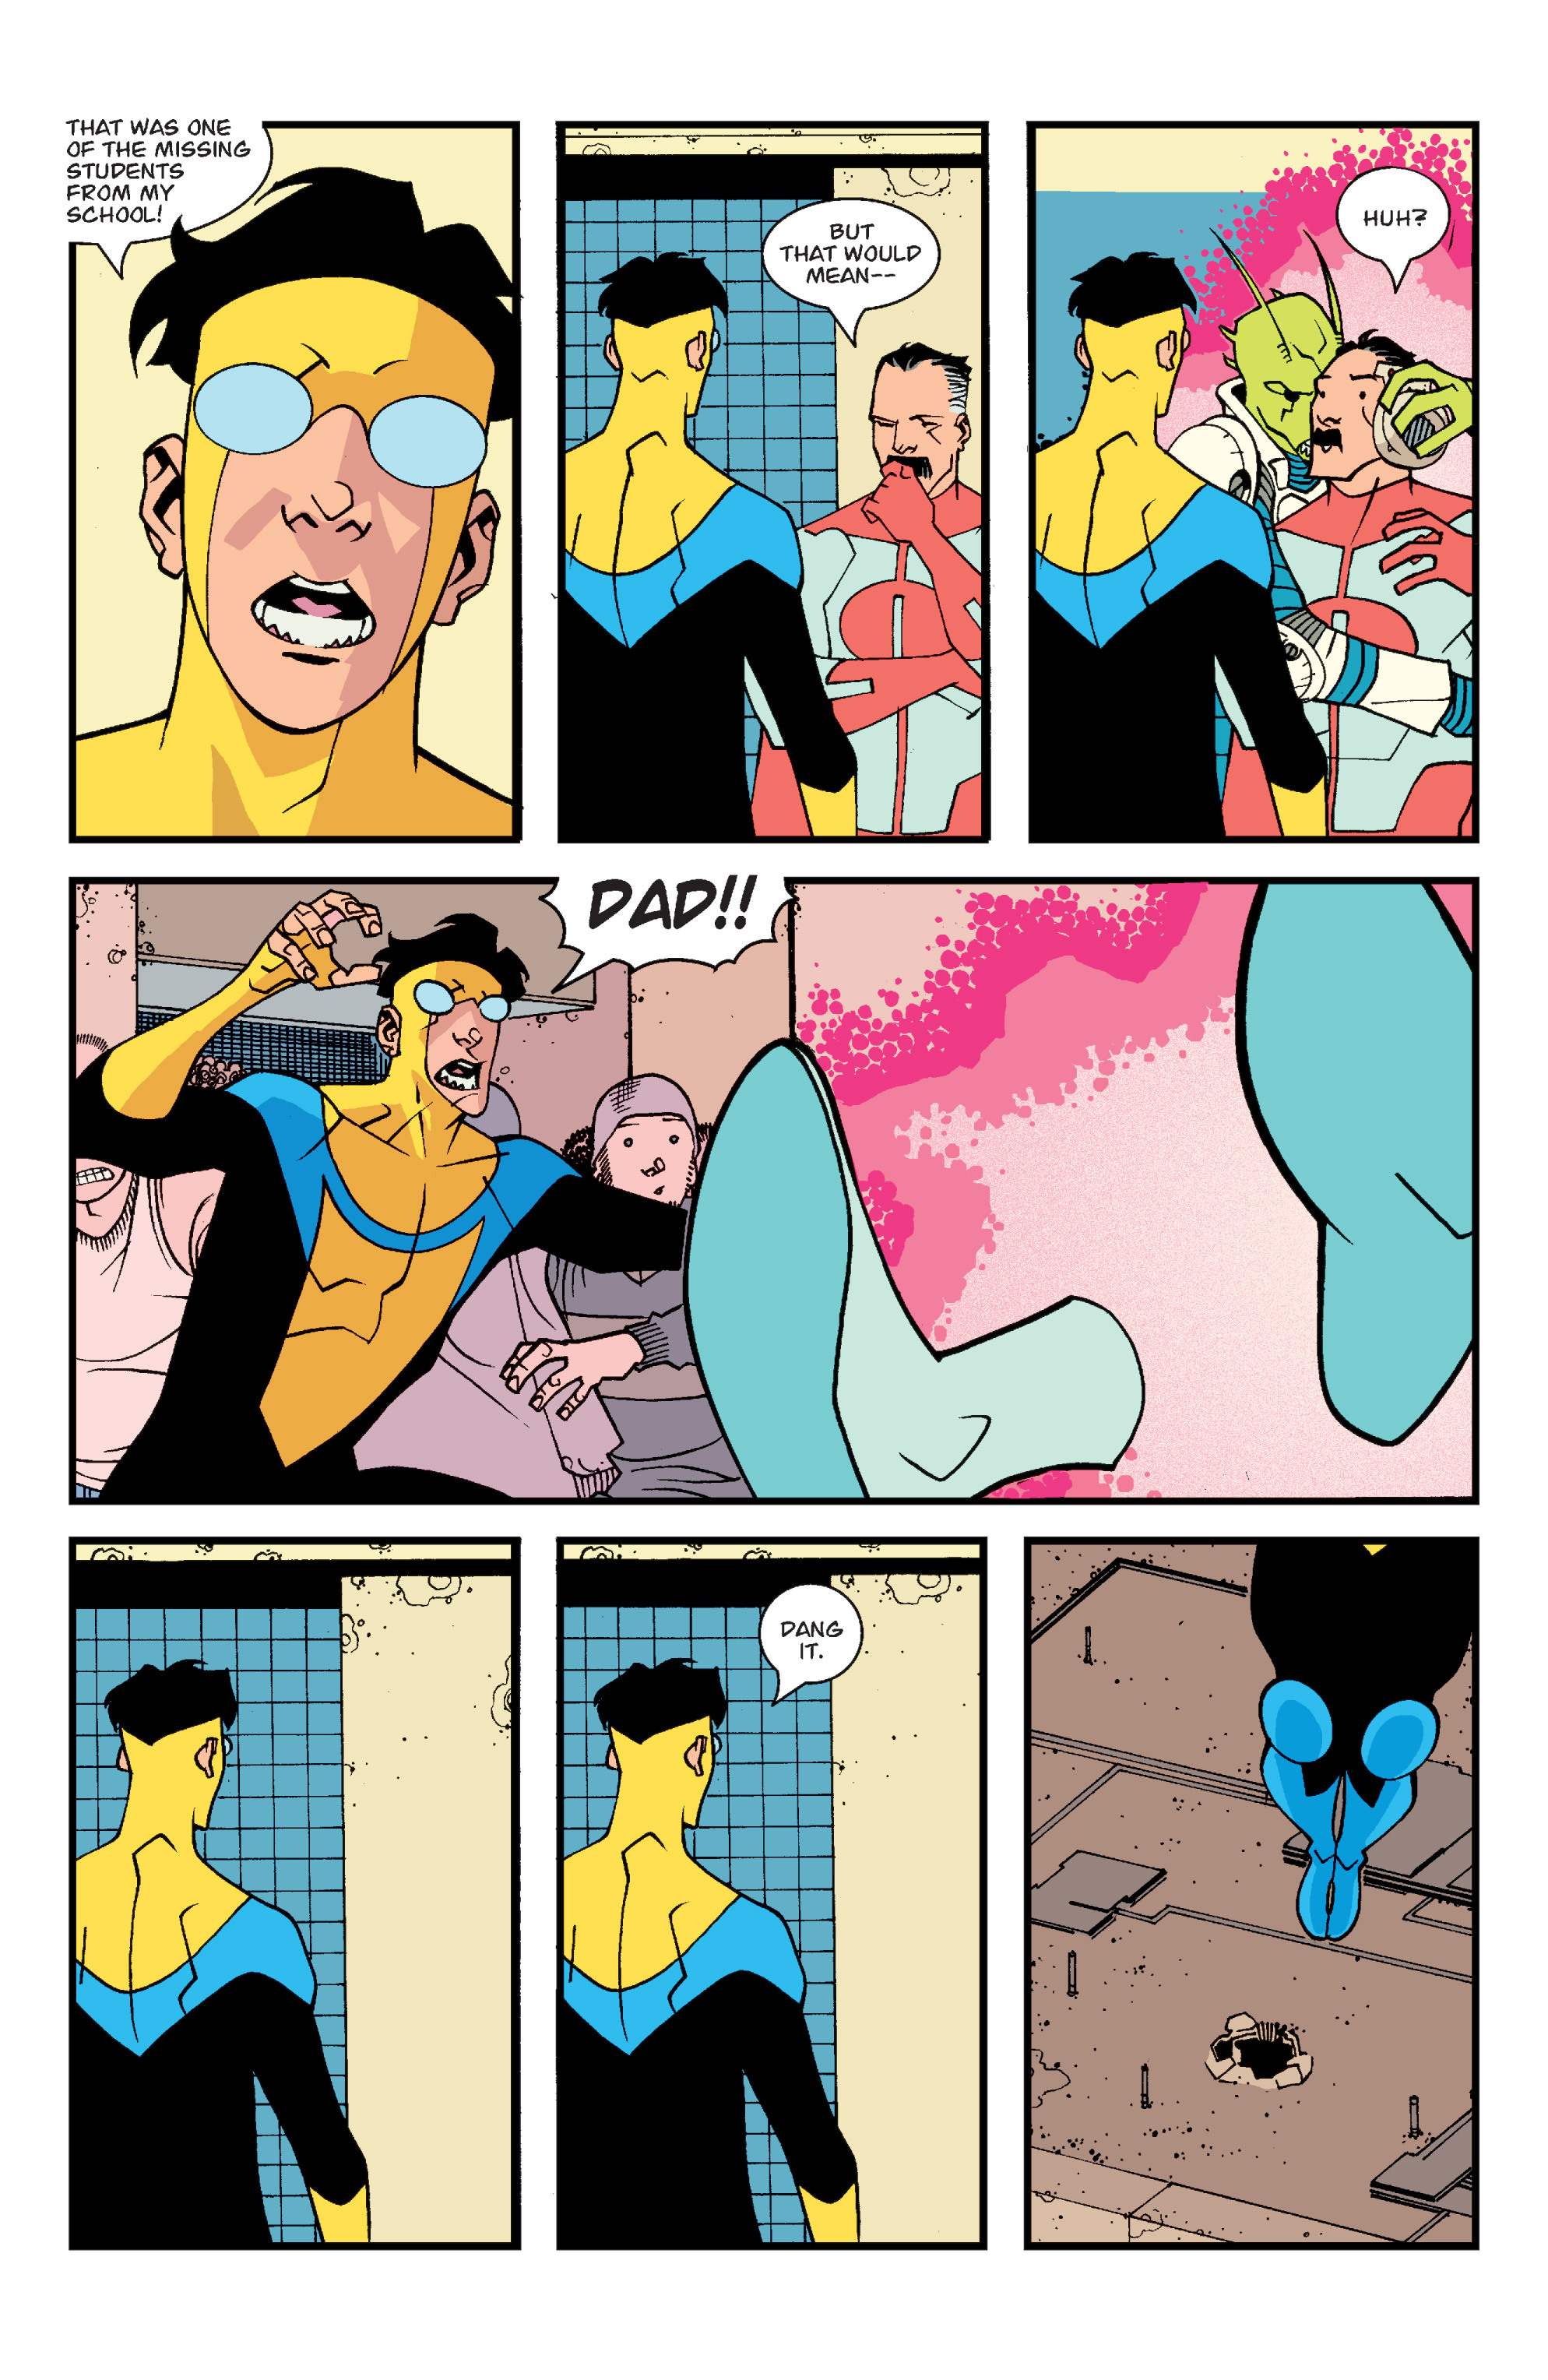 THAT WAS ONE
OF THE MISSING
STUDENTS
FROM MY
SCHOOL!
BUT
THAT WOULD
MEAN--
HUH?
DAD!!
DANG
IT.